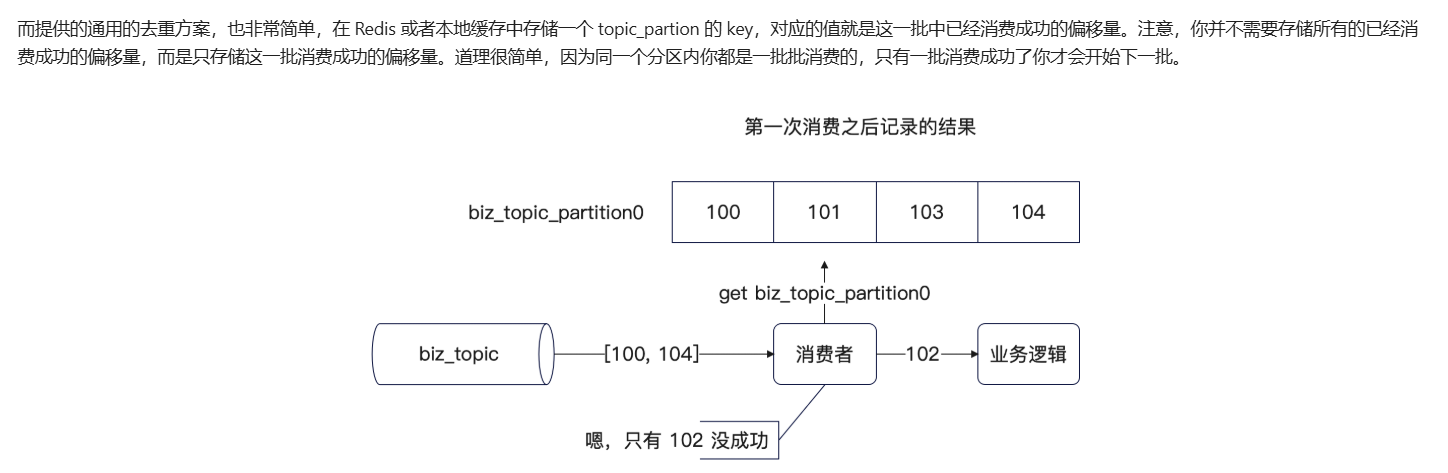 而提供的通用的去重方案，也非常简单，在 Redis 或者本地缓存中存储一个 topic_partion 的 key，对应的值就是这一批中已经消费成功的偏移量。注意，你并不需要存储所有的已经消
费成功的偏移量，而是只存储这一批消费成功的偏移量。道理很简单，因为同一个分区内你都是一批批消费的，只有一批消费成功了你才会开始下一批。
第一次消费之后记录的结果
biz_topic_partition0 100 101 103 104
get biz_topic_partition0
biz_topic [100, 104] 消费者 102 业务逻辑
嗯，只有 102 没成功